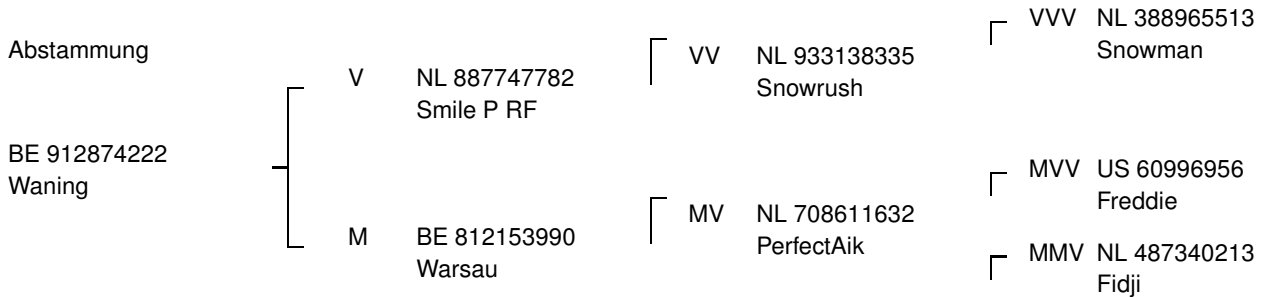 Abstammung
BE 912874222
Waning
V NL 887747782
Smile P RF
M BE 812153990
Warsau
VV NL 933138335
Snowrush
MV NL 708611632
PerfectAik
VVV NL 388965513
Snowman
MVV US 60996956
Freddie
MMV NL 487340213
Fidji